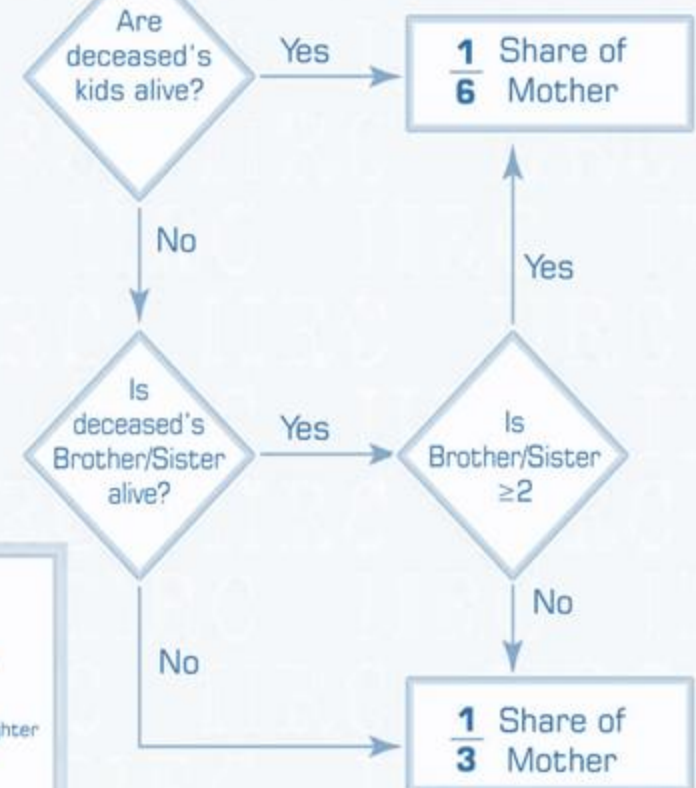 Are
deceased's
kids alive?
Yes
1 Share of
6 Mother
No
Yes
Is
deceased's
Brother/Sister
alive?
Yes
Is
Brother/Sister
≥2
No
No
1 Share of
3 Mother